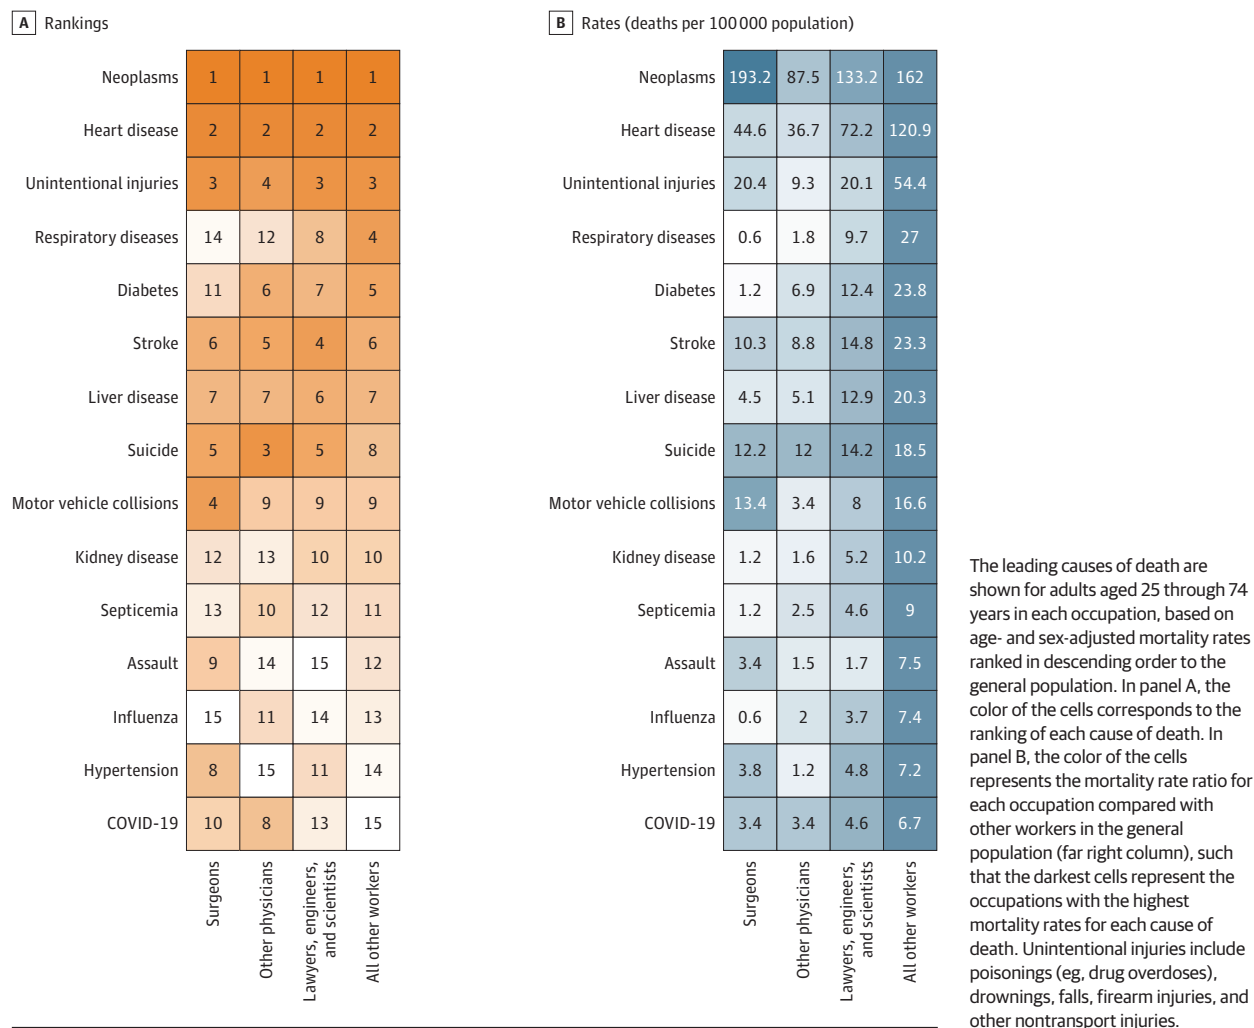 A Rankings
Neoplasms 1 1 1 1
Heart disease 2 2 2 2
Unintentional injuries 3 4 3 3
Respiratory diseases 14 12 8 4
Diabetes 11 6 7 5
Stroke 6 5 4 6
Liver disease 7 7 6 7
Suicide 5 3 5 8
Motor vehicle collisions 4 9 9 9
Kidney disease 12 13 10 10
Septicemia 13 10 12 11
Assault 9 14 15 12
Influenza 15 11 14 13
Hypertension 8 15 11 14
COVID-19 10 8 13 15
Surgeons
Other physicians
Lawyers, engineers,
and scientists
All other workers
B Rates (deaths per 100 000 population)
Neoplasms 193.2 87.5 133.2 162
Heart disease 44.6 36.7 72.2 120.9
Unintentional injuries 20.4 9.3 20.1 54.4
Respiratory diseases 0.6 1.8 9.7 27
Diabetes 1.2 6.9 12.4 23.8
Stroke 10.3 8.8 14.8 23.3
Liver disease 4.5 5.1 12.9 20.3
Suicide 12.2 12 14.2 18.5
Motor vehicle collisions 13.4 3.4 8 16.6
Kidney disease 1.2 1.6 5.2 10.2
Septicemia 1.2 2.5 4.6 9
Assault 3.4 1.5 1.7 7.5
Influenza 0.6 2 3.7 7.4
Hypertension 3.8 1.2 4.8 7.2
COVID-19 3.4 3.4 4.6 6.7
Surgeons
Other physicians
Lawyers, engineers,
and scientists
All other workers
The leading causes of death are
shown for adults aged 25 through 74
years in each occupation, based on
age- and sex-adjusted mortality rates
ranked in descending order to the
general population. In panel A, the
color of the cells corresponds to the
ranking of each cause of death. In
panel B, the color of the cells
represents the mortality rate ratio for
each occupation compared with
other workers in the general
population (far right column), such
that the darkest cells represent the
occupations with the highest
mortality rates for each cause of
death. Unintentional injuries include
poisonings (eg, drug overdoses),
drownings, falls, firearm injuries, and
other nontransport injuries.